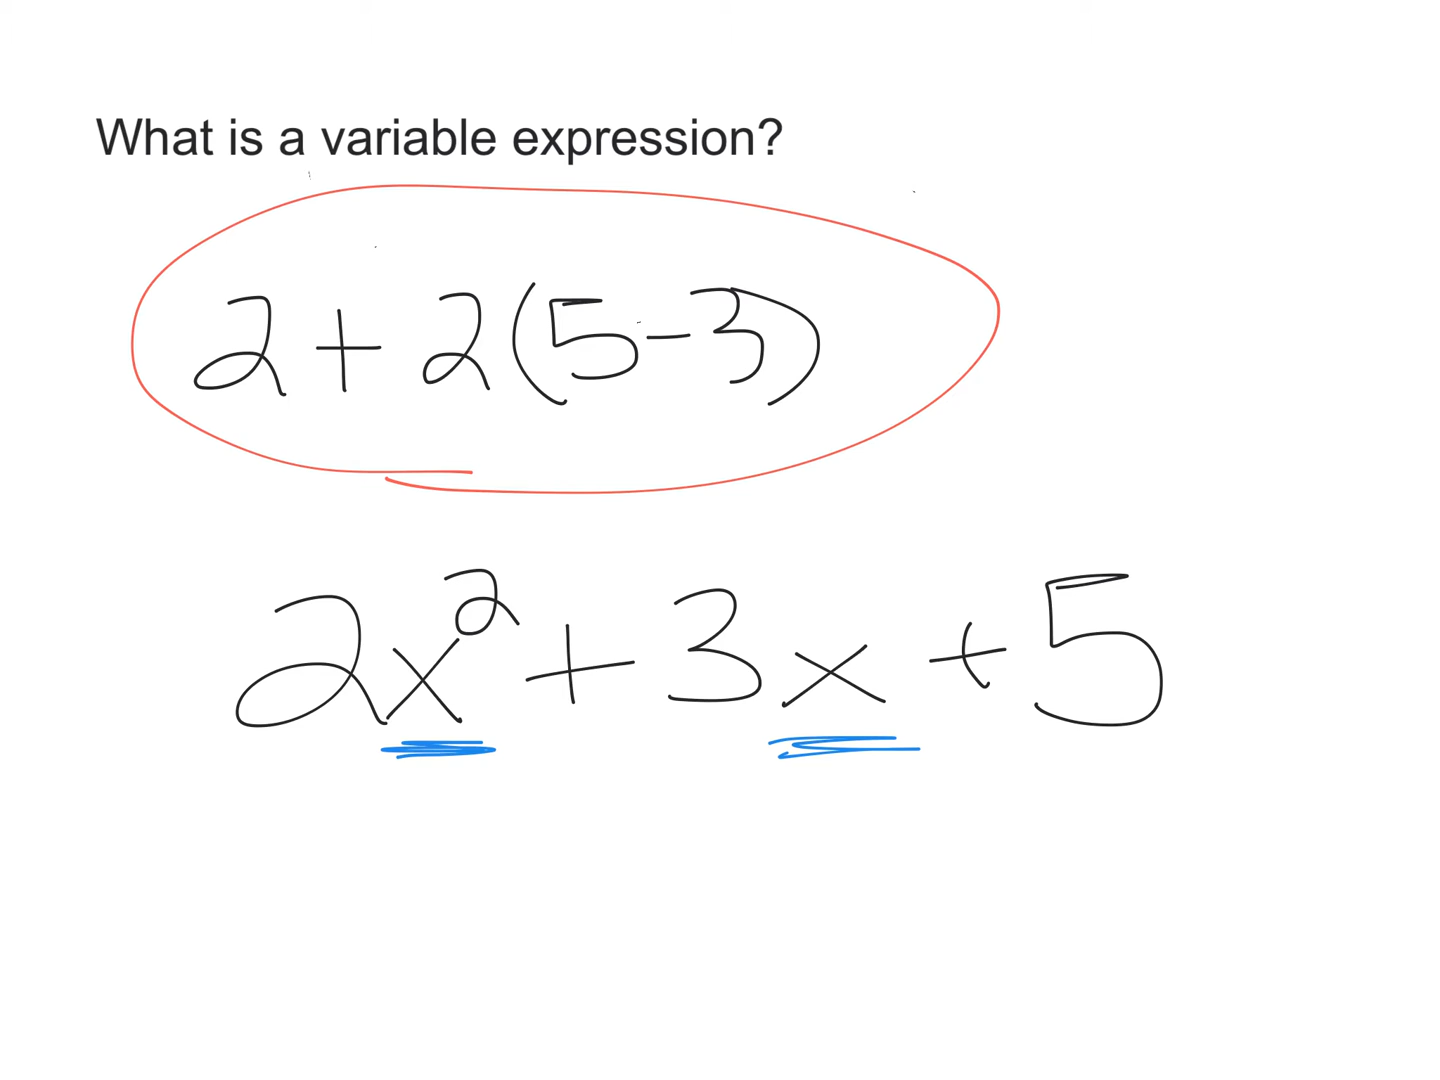 What is a variable expression?
2 + 2(5-3)
2x² + 3x + 5